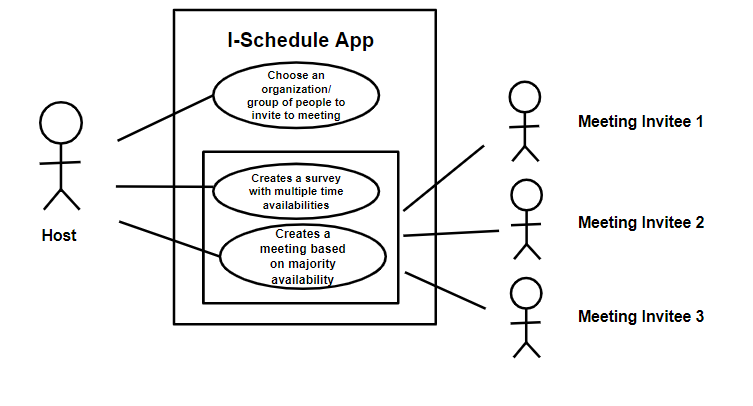 I-Schedule App
Choose an
organization/
group of people to
invite to meeting
Meeting Invitee 1
Creates a survey
with multiple time
availabilities
Host
Creates a
meeting based
on majority
availability
Meeting Invitee 2
Meeting Invitee 3